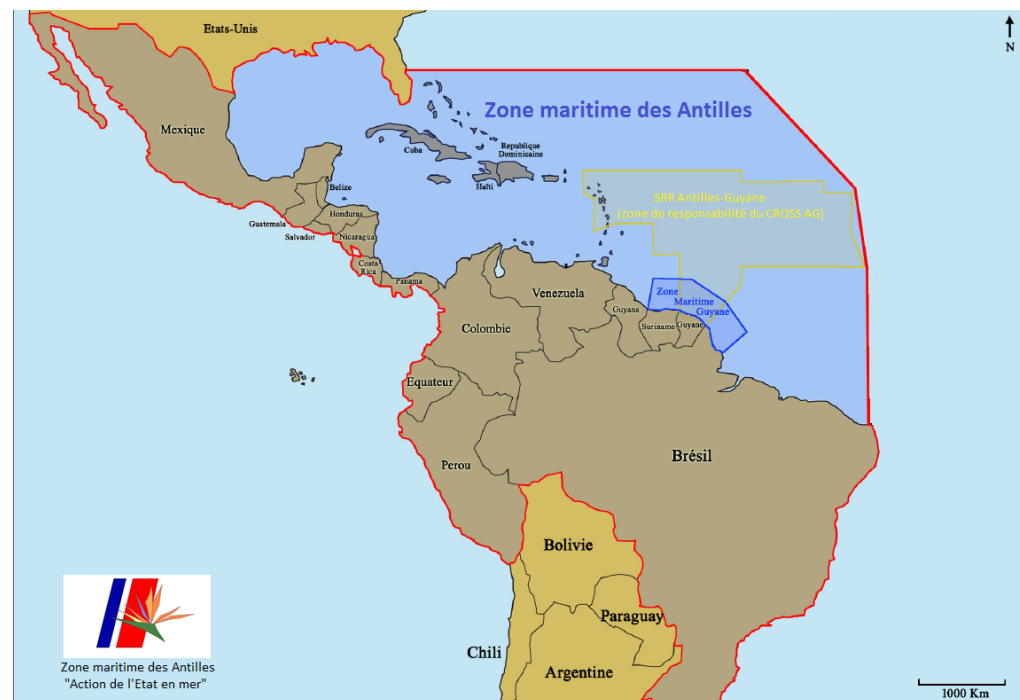 Etats-Unis
N
Zone maritime des Antilles
Mexique
Cuba
Republique
Dominicaine
Haïti
Belize
SRR Antilles-Guyane
(zone de responsabilité du CROSS AG)
Honduras
Guatemala
Salvador
Nicaragua
Costa
Rica
Panama
Venezuela
Zone
Maritime
Guyane
Guyana
Suriname
Guyane
Colombie
Equateur
Perou
Brésil
Bolivie
Paraguay
Chili
Argentine
Zone maritime des Antilles
"Action de l'Etat en mer"
1000 Km